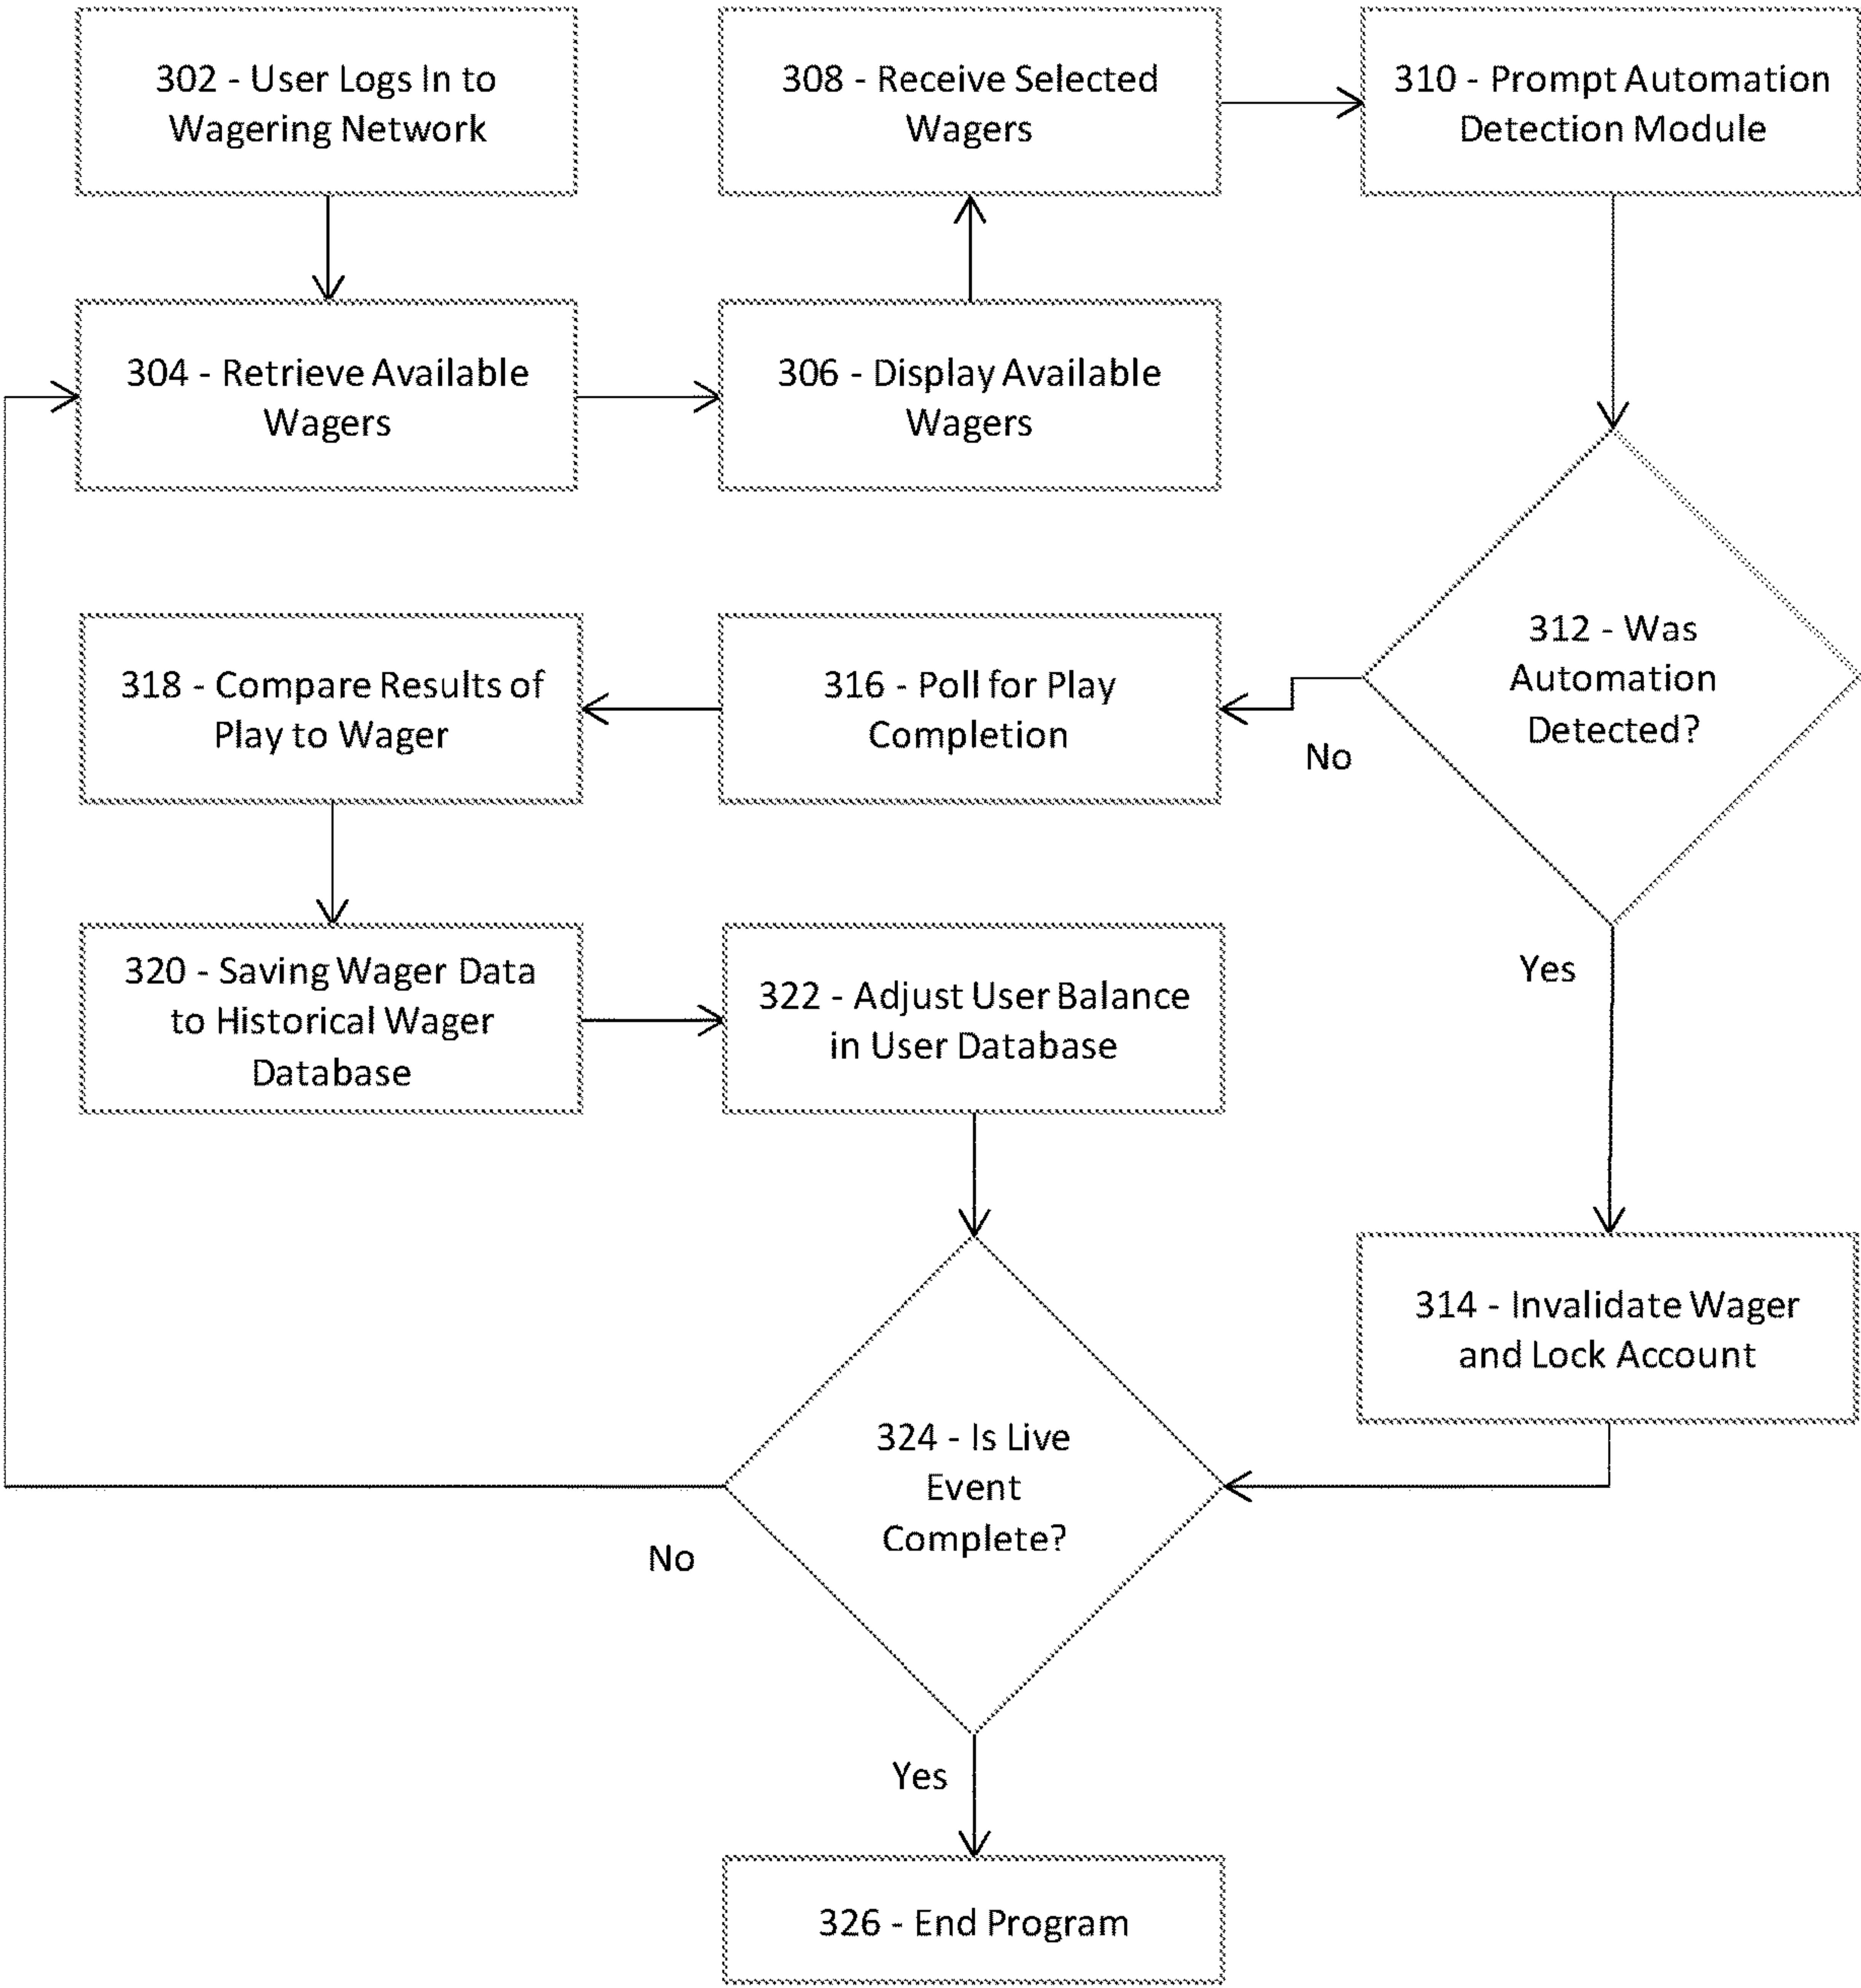 302 - User Logs In to
Wagering Network
308 - Receive Selected
Wagers
310 - Prompt Automation
Detection Module
304 - Retrieve Available
Wagers
306 - Display Available
Wagers
312 - Was
Automation
Detected?
318 - Compare Results of
Play to Wager
316 - Poll for Play
Completion
No
Yes
320 - Saving Wager Data
to Historical Wager
Database
322 - Adjust User Balance
in User Database
314 - Invalidate Wager
and Lock Account
324 - Is Live
Event
Complete?
No
Yes
326 - End Program